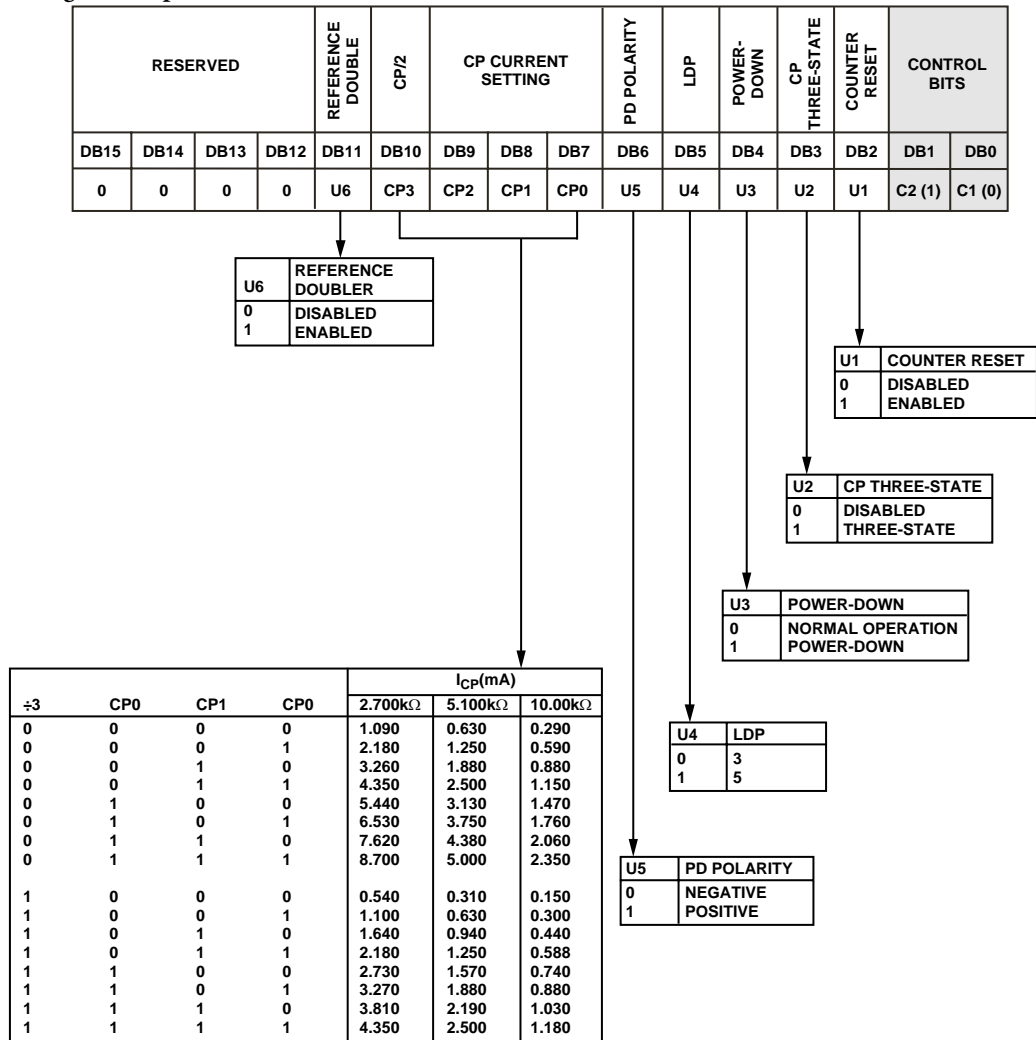 RESERVED
REFERENCE DOUBLE
CP/2
CP CURRENT SETTING
PD POLARITY
LDP
POWER-DOWN
CP THREE-STATE
COUNTER RESET
CONTROL BITS
DB15 DB14 DB13 DB12 DB11 DB10 DB9 DB8 DB7 DB6 DB5 DB4 DB3 DB2 DB1 DB0
0 0 0 0 U6 CP3 CP2 CP1 CP0 U5 U4 U3 U2 U1 C2 (1) C1 (0)
U6 REFERENCE DOUBLER
0 DISABLED
1 ENABLED
U1 COUNTER RESET
0 DISABLED
1 ENABLED
U2 CP THREE-STATE
0 DISABLED
1 THREE-STATE
U3 POWER-DOWN
0 NORMAL OPERATION
1 POWER-DOWN
U4 LDP
0 3
1 5
U5 PD POLARITY
0 NEGATIVE
1 POSITIVE
ICP(mA)
÷3 CP0 CP1 CP0 2.700kΩ 5.100kΩ 10.00kΩ
0 0 0 0 1.090 0.630 0.290
0 0 0 1 2.180 1.250 0.590
0 0 1 0 3.260 1.880 0.880
0 0 1 1 4.350 2.500 1.150
0 1 0 0 5.440 3.130 1.470
0 1 0 1 6.530 3.750 1.760
0 1 1 0 7.620 4.380 2.060
0 1 1 1 8.700 5.000 2.350
1 0 0 0 0.540 0.310 0.150
1 0 0 1 1.100 0.630 0.300
1 0 1 0 1.640 0.940 0.440
1 0 1 1 2.180 1.250 0.588
1 1 0 0 2.730 1.570 0.740
1 1 0 1 3.270 1.880 0.880
1 1 1 0 3.810 2.190 1.030
1 1 1 1 4.350 2.500 1.180